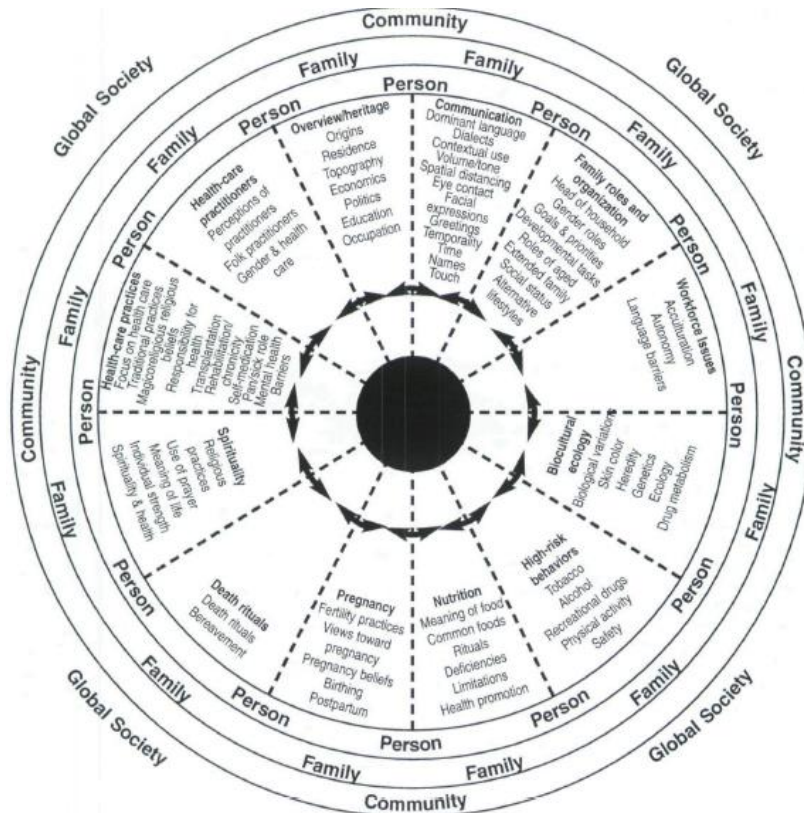 Community
Global Society
Global Society
Family
Family
Person
Family
Family
Person
Person
Overview/heritage
Origins
Residence
Topography
Economics
Politics
Education
Occupation
Communication
Dominant language
Dialects
Contextual use
Volume/tone
Spatial distancing
Eye contact
Facial
expressions
Greetings
Temporality
Time
Names
Touch
Family roles and
organization
Head of household
Gender roles
Goals & priorities
Developmental tasks
Roles of aged
Extended family
Social status
Alternative
lifestyles
Person
Workforce Issues
Acculturation
Autonomy
Language barriers
Family
Community
Person
Biocultural
ecology
Biological variations
Skin color
Heredity
Genetics
Ecology
Drug metabolism
Family
Person
High-risk
behaviors
Tobacco
Alcohol
Recreational drugs
Physical activity
Safety
Family
Person
Global Society
Nutrition
Meaning of food
Common foods
Rituals
Deficiencies
Limitations
Health promotion
Family
Person
Community
Pregnancy
Fertility practices
Views toward
pregnancy
Pregnancy beliefs
Birthing
Postpartum
Family
Person
Death rituals
Death rituals
Bereavement
Family
Person
Global Society
Spirituality
Religious
practices
Use of prayer
Meaning of life
Individual strength
Spirituality & health
Family
Person
Community
Health-care practices
Focus on health care
Traditional practices
Magicoreligious religious
beliefs
Responsibility for
health
Transplantation
Rehabilitation/
chronicity
Self-medication
Pan/sick role
Mental health
Barriers
Family
Person
Health-care
practitioners
Perceptions of
practitioners
Folk practitioners
Gender & health
care